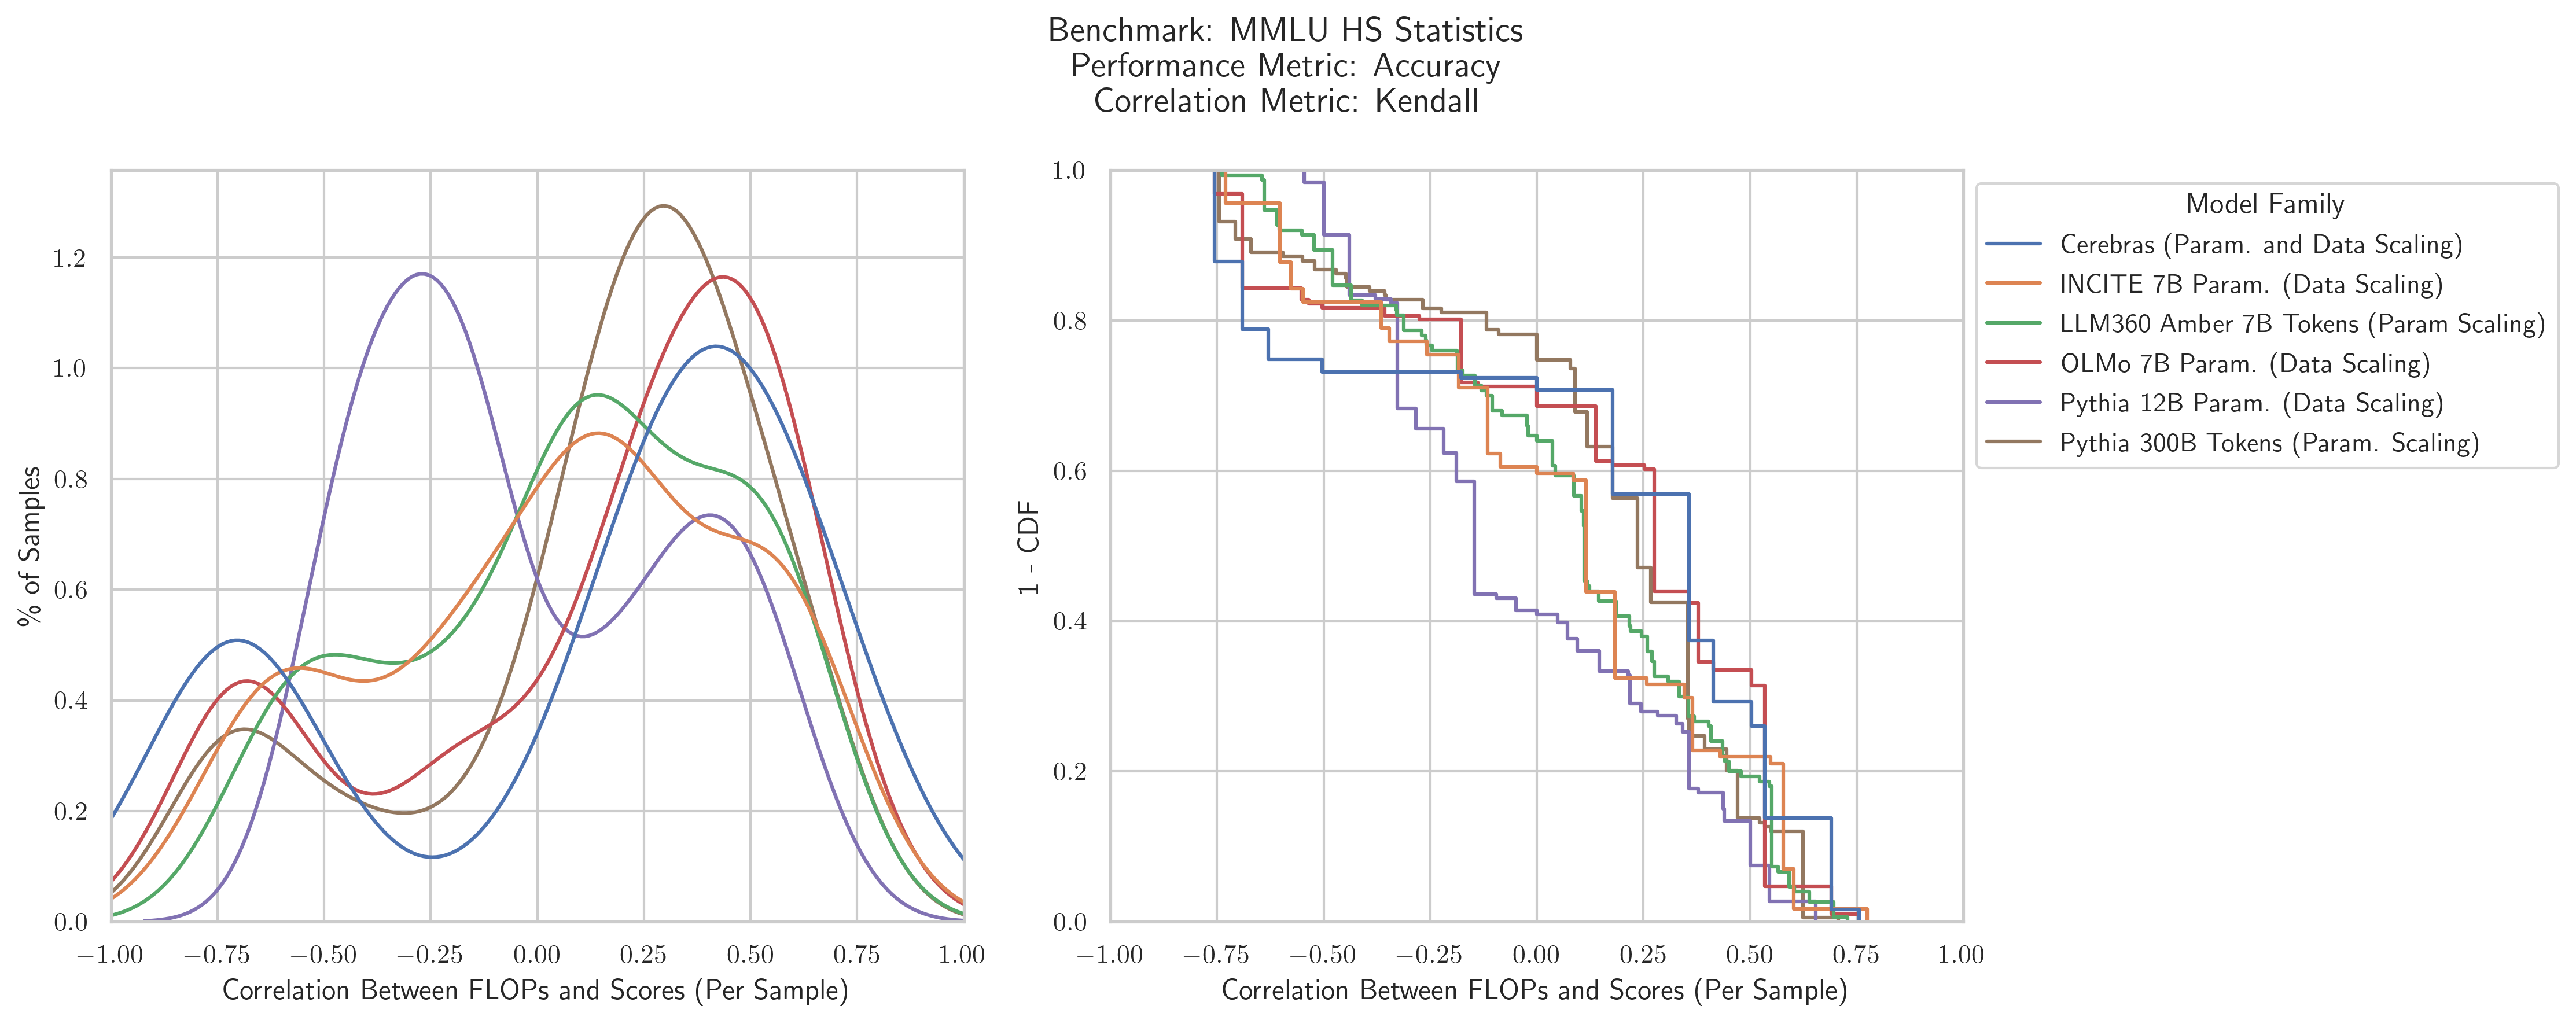 Benchmark: MMLU HS Statistics
Performance Metric: Accuracy
Correlation Metric: Kendall
% of Samples
1.2
1.0
0.8
0.6
0.4
0.2
0.0
−1.00 −0.75 −0.50 −0.25 0.00 0.25 0.50 0.75 1.00
Correlation Between FLOPs and Scores (Per Sample)
1 - CDF
1.0
0.8
0.6
0.4
0.2
0.0
−1.00 −0.75 −0.50 −0.25 0.00 0.25 0.50 0.75 1.00
Correlation Between FLOPs and Scores (Per Sample)
Model Family
Cerebras (Param. and Data Scaling)
INCITE 7B Param. (Data Scaling)
LLM360 Amber 7B Tokens (Param Scaling)
OLMo 7B Param. (Data Scaling)
Pythia 12B Param. (Data Scaling)
Pythia 300B Tokens (Param. Scaling)